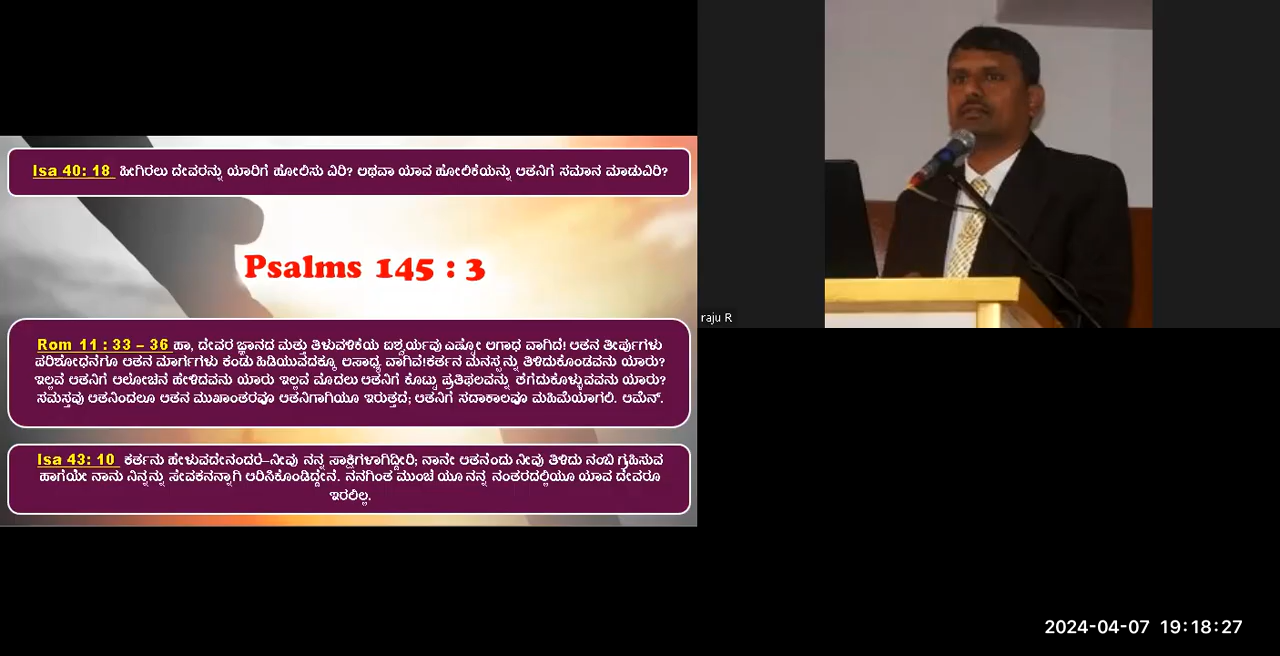 Isa 40: 18 ಹೀಗಿರಲು ದೇವರನ್ನು ಯಾರಿಗೆ ಹೋಲಿಸು ವಿರಿ? ಅಥವಾ ಯಾವ ಹೋಲಿಕೆಯನ್ನು ಆತನಿಗೆ ಸಮಾನ ಮಾಡುವಿರಿ?
Psalms 145 : 3
Rom 11 : 33 – 36 ಹಾ, ದೇವರ ಜ್ಞಾನದ ಮತ್ತು ತಿಳುವಳಿಕೆಯ ಐಶ್ವರ್ಯವು ಎಷ್ಟೋ ಅಗಾಧ ವಾಗಿದೆ! ಆತನ ತೀರ್ಪುಗಳು
ಪರಿಶೋಧನೆಗೂ ಆತನ ಮಾರ್ಗಗಳು ಕಂಡು ಹಿಡಿಯುವದಕ್ಕೂ ಅಸಾಧ್ಯ ವಾಗಿವೆ!ಕರ್ತನ ಮನಸ್ಸನ್ನು ತಿಳಿದುಕೊಂಡವನು ಯಾರು?
ಇಲ್ಲವೆ ಆತನಿಗೆ ಆಲೋಚನ ಹೇಳಿದವನು ಯಾರು ಇಲ್ಲವೆ ಮೊದಲು ಆತನಿಗೆ ಕೊಟ್ಟು ಪ್ರತಿಫಲವನ್ನು ತೆಗೆದುಕೊಳ್ಳುವವನು ಯಾರು?
ಸಮಸ್ತವು ಆತನಿಂದಲೂ ಆತನ ಮುಖಾಂತರವೂ ಆತನಿಗಾಗಿಯೂ ಇರುತ್ತದೆ; ಆತನಿಗೆ ಸದಾಕಾಲವೂ ಮಹಿಮೆಯಾಗಲಿ. ಆಮೆನ್.
Isa 43: 10 ಕರ್ತನು ಹೇಳುವದೇನಂದರೆ–ನೀವು ನನ್ನ ಸಾಕ್ಷಿಗಳಾಗಿದ್ದೀರಿ; ನಾನೇ ಆತನೆಂದು ನೀವು ತಿಳಿದು ನಂಬಿ ಗ್ರಹಿಸುವ
ಹಾಗೆಯೇ ನಾನು ನಿನ್ನನ್ನು ಸೇವಕನನ್ನಾಗಿ ಆರಿಸಿಕೊಂಡಿದ್ದೇನೆ. ನನಗಿಂತ ಮುಂಚೆ ಯೂ ನನ್ನ ನಂತರದಲ್ಲಿಯೂ ಯಾವ ದೇವರೂ
ಇರಲಿಲ್ಲ.
raju R
2024-04-07 19:18:27